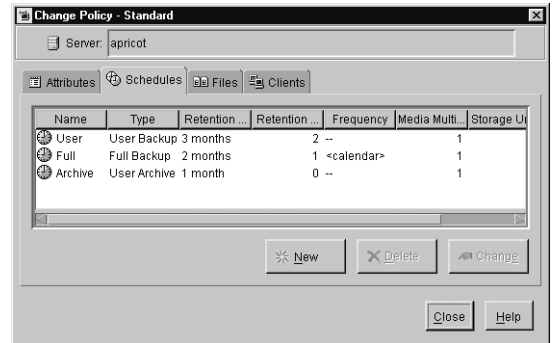 Change Policy - Standard
Server: apricot
Attributes Schedules Files Clients
Name Type Retention ... Retention ... Frequency Media Multi... Storage Un
User User Backup 3 months 2 -- 1
Full Full Backup 2 months 1 <calendar> 1
Archive User Archive 1 month 0 -- 1
New Delete Change
Close Help